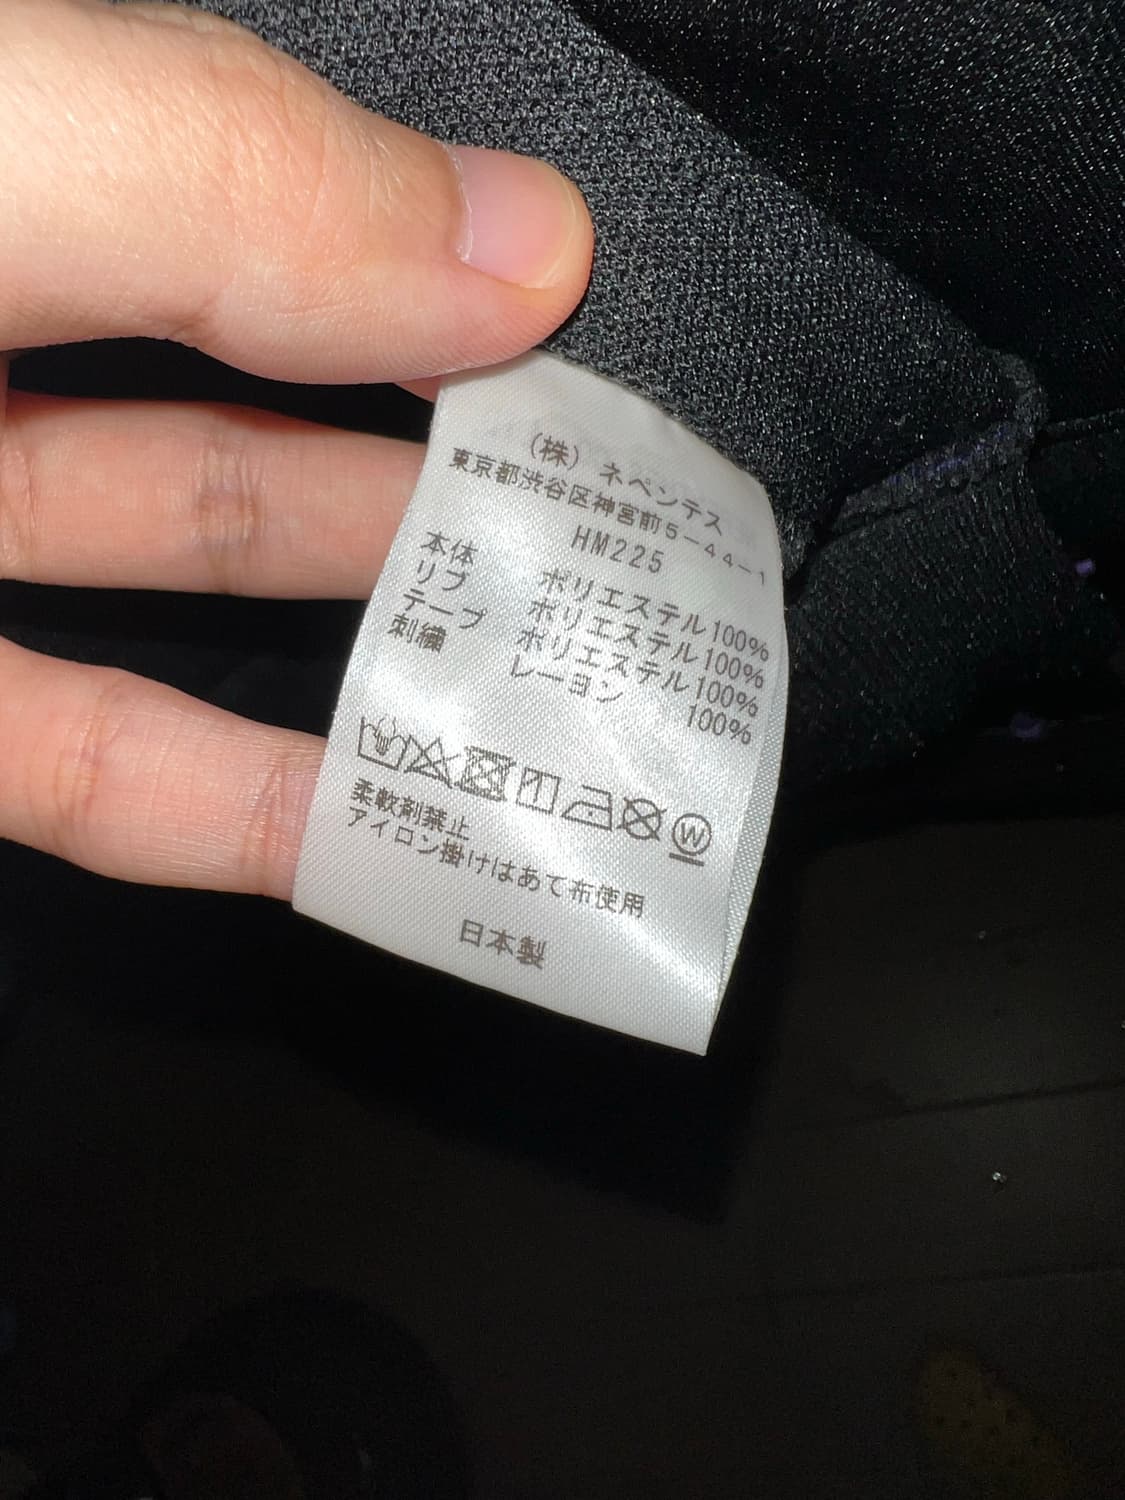 (株) ネペンテス
東京都渋谷区神宮前5-44-1
HM225
本体 ポリエステル100%
リブ ポリエステル100%
テープ ポリエステル100%
刺繍 レーヨン 100%
W
柔軟剤禁止
アイロン掛けはあて布使用
日本製